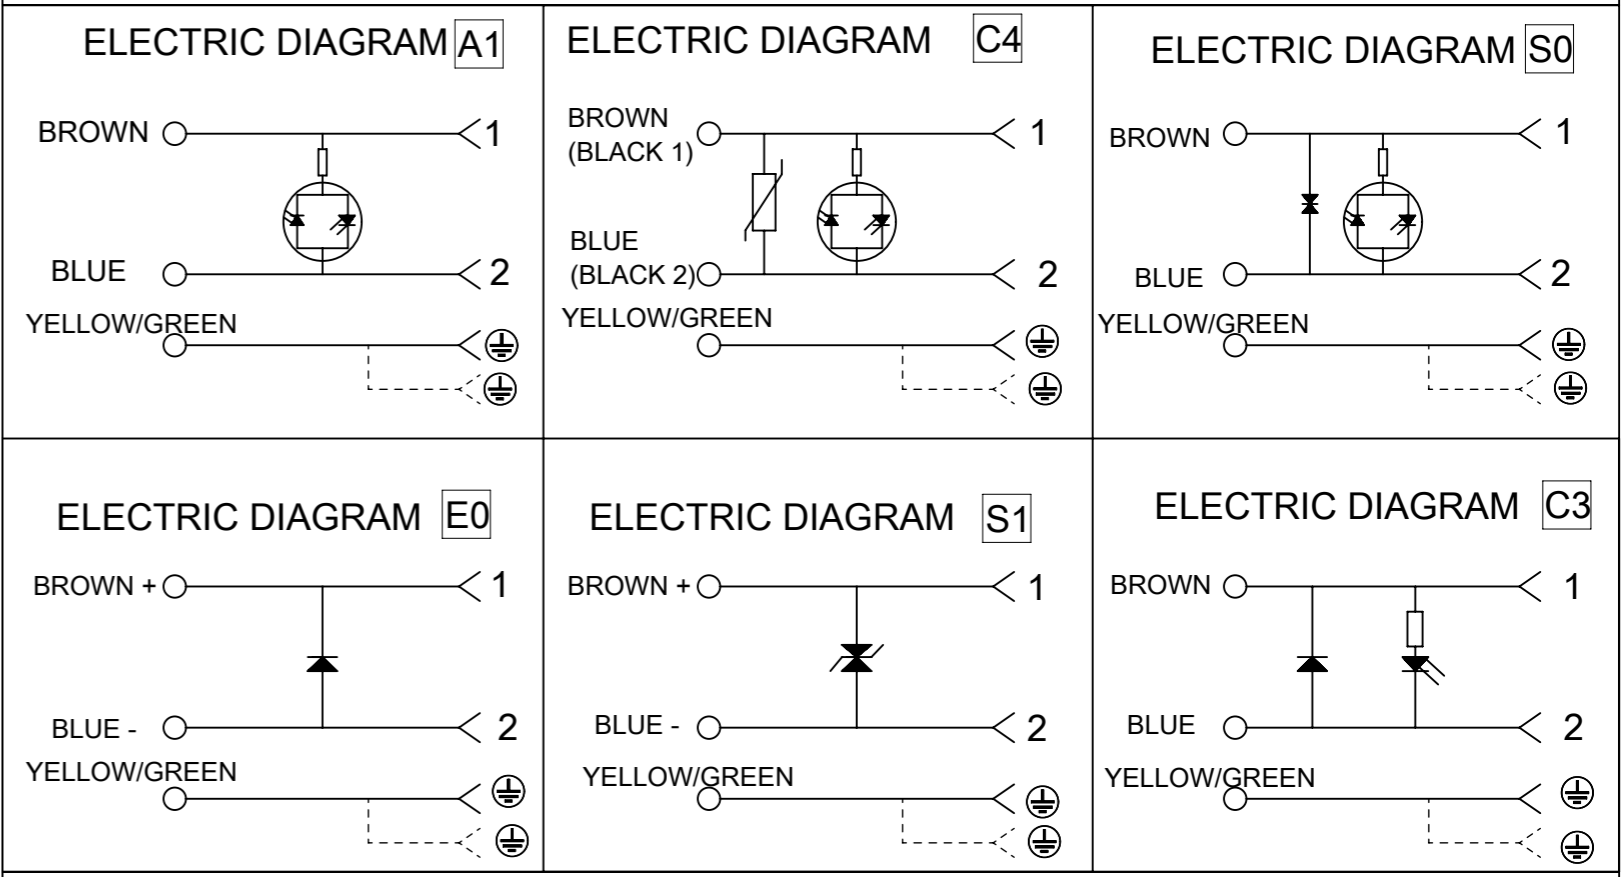 ELECTRIC DIAGRAM A1
BROWN 1
BLUE 2
YELLOW/GREEN
ELECTRIC DIAGRAM C4
BROWN
(BLACK 1) 1
BLUE
(BLACK 2) 2
YELLOW/GREEN
ELECTRIC DIAGRAM S0
BROWN 1
BLUE 2
YELLOW/GREEN
ELECTRIC DIAGRAM E0
BROWN + 1
BLUE - 2
YELLOW/GREEN
ELECTRIC DIAGRAM S1
BROWN + 1
BLUE - 2
YELLOW/GREEN
ELECTRIC DIAGRAM C3
BROWN 1
BLUE 2
YELLOW/GREEN